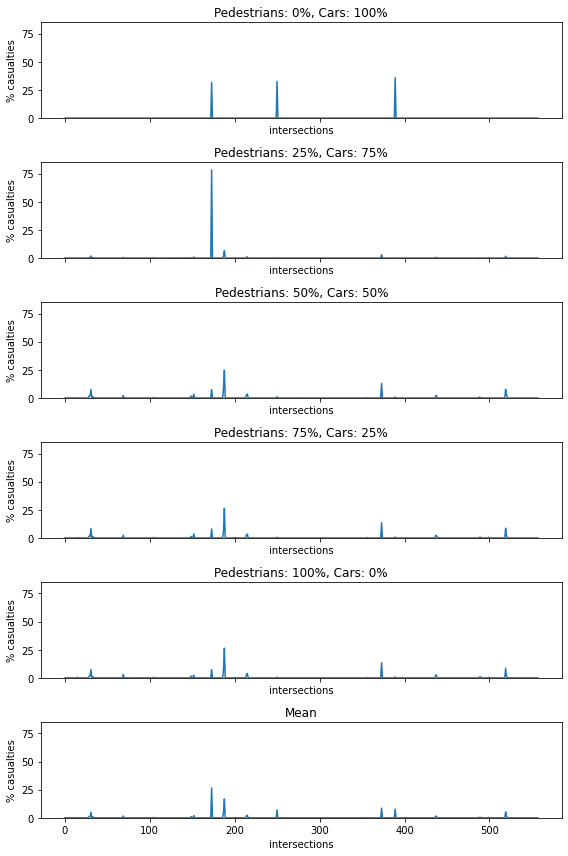 Pedestrians: 0%, Cars: 100%
75
50
25
0
% casualties
intersections
Pedestrians: 25%, Cars: 75%
75
50
25
0
% casualties
intersections
Pedestrians: 50%, Cars: 50%
75
50
25
0
% casualties
intersections
Pedestrians: 75%, Cars: 25%
75
50
25
0
% casualties
intersections
Pedestrians: 100%, Cars: 0%
75
50
25
0
% casualties
intersections
Mean
75
50
25
0
% casualties
0 100 200 300 400 500
intersections